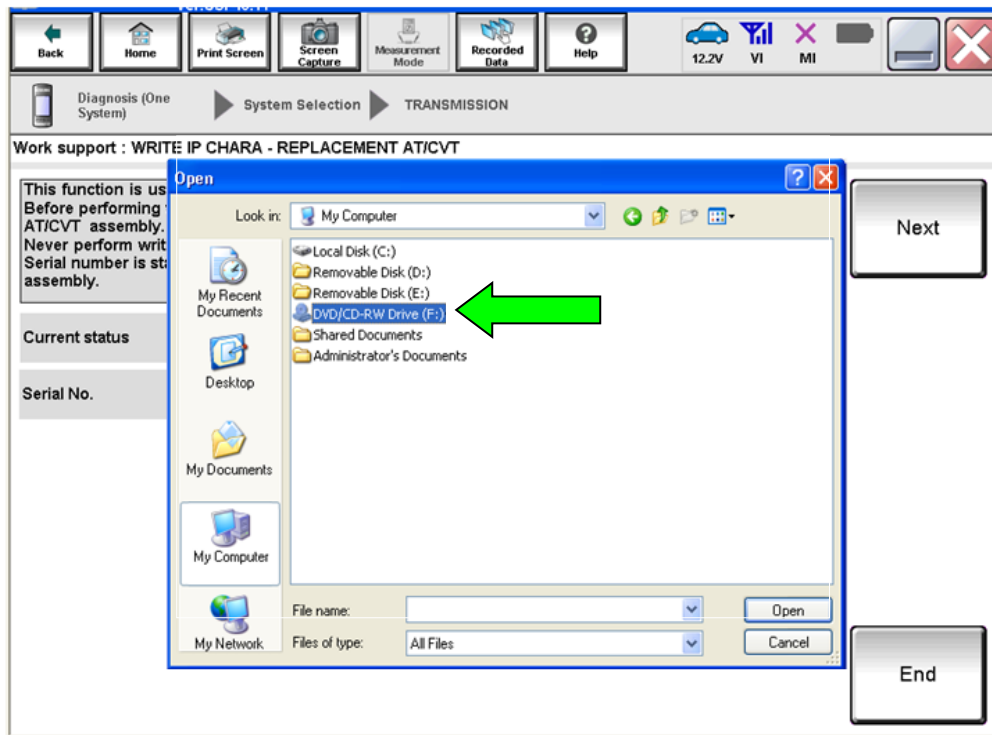 Back
Home
Print Screen
Screen
Capture
Measurement
Mode
Recorded
Data
Help
12.2V
VI
MI
Diagnosis (One
System)
System Selection
TRANSMISSION
Work support : WRITE IP CHARA - REPLACEMENT AT/CVT
This function is us
Before performing
AT/CVT assembly.
Never perform writ
Serial number is sta
assembly.
Current status
Serial No.
Open
Look in:
My Computer
My Recent
Documents
Desktop
My Documents
My Computer
My Network
Local Disk (C:)
Removable Disk (D:)
Removable Disk (E:)
DVD/CD-RW Drive (F:)
Shared Documents
Administrator's Documents
File name:
Open
Files of type:
All Files
Cancel
Next
End